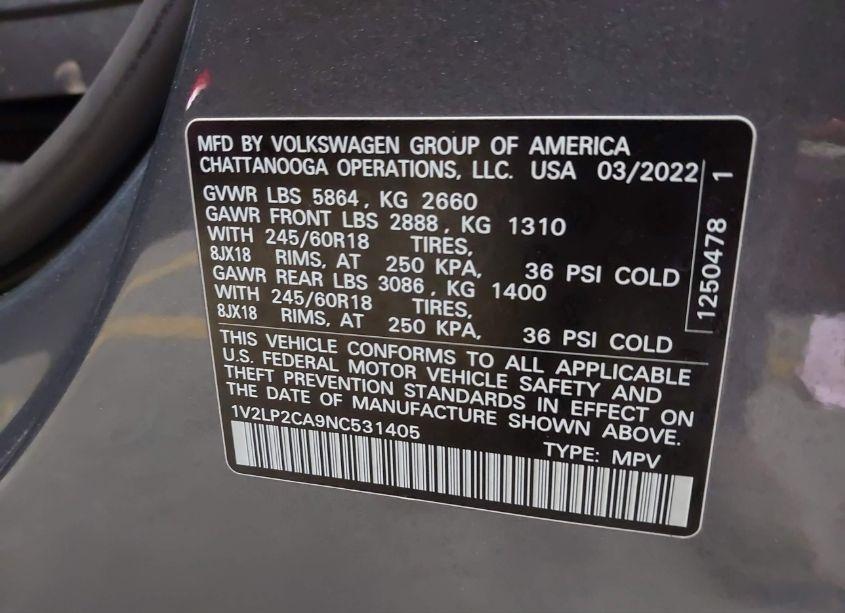 MFD BY VOLKSWAGEN GROUP OF AMERICA
CHATTANOOGA OPERATIONS, LLC. USA 03/2022
GVWR LBS 5864, KG 2660
GAWR FRONT LBS 2888, KG 1310
WITH 245/60R18 TIRES,
8JX18 RIMS, AT 250 KPA, 36 PSI COLD
GAWR REAR LBS 3086, KG 1400
WITH 245/60R18 TIRES,
8JX18 RIMS, AT 250 KPA, 36 PSI COLD
THIS VEHICLE CONFORMS TO ALL APPLICABLE
U.S. FEDERAL MOTOR VEHICLE SAFETY AND
THEFT PREVENTION STANDARDS IN EFFECT ON
THE DATE OF MANUFACTURE SHOWN ABOVE.
1V2LP2CA9NC531405
TYPE: MPV
1250478 1